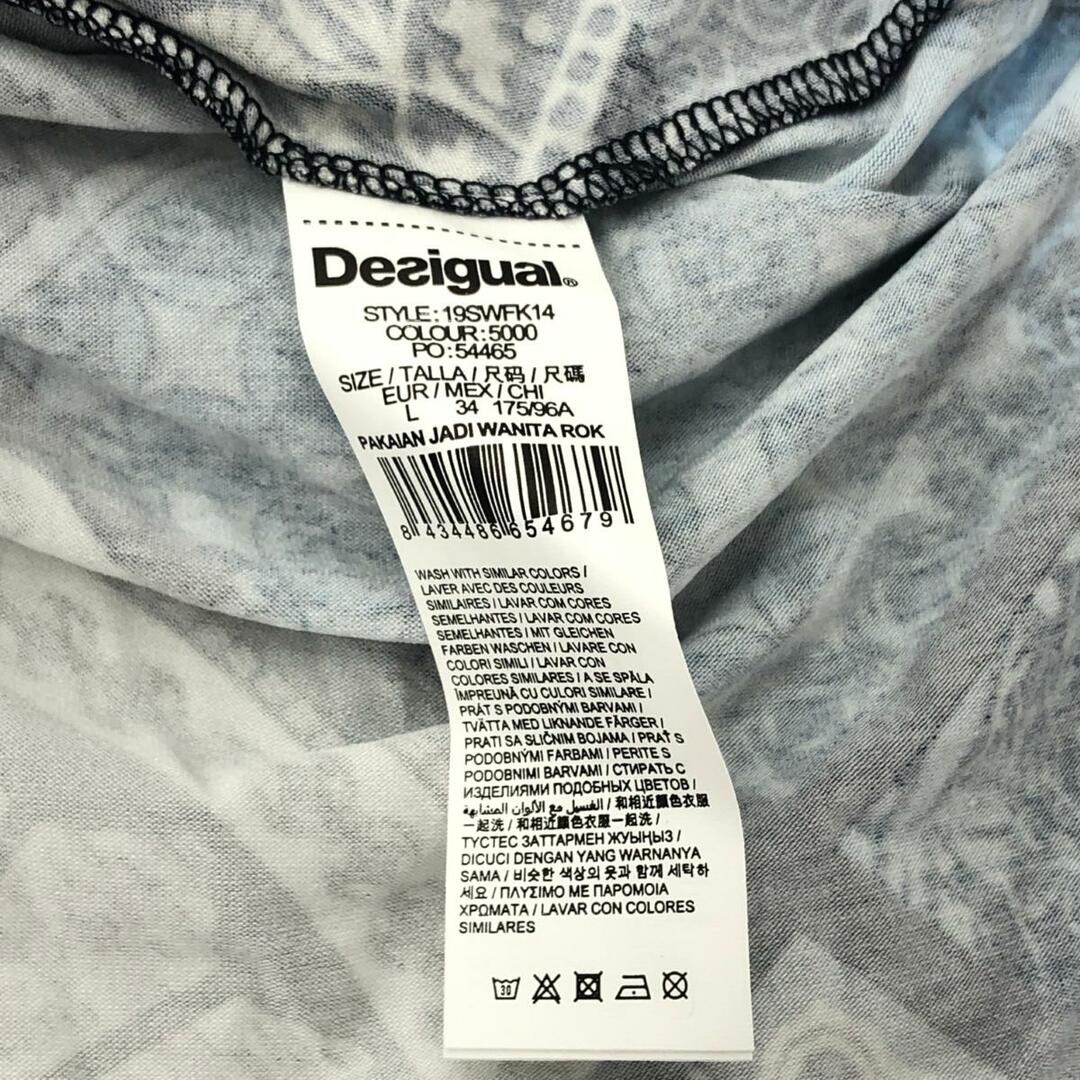 Desigual®
STYLE: 19SWFK14
COLOUR: 5000
PO: 54465
SIZE / TALLA / 尺码 / 尺碼
EUR / MEX / CHI
L 34 175/96A
PAKAIAN JADI WANITA ROK
8 434486 654679
WASH WITH SIMILAR COLORS /
LAVER AVEC DES COULEURS
SIMILAIRES / LAVAR COM CORES
SEMELHANTES / LAVAR COM CORES
SEMELHANTES / MIT GLEICHEN
FARBEN WASCHEN / LAVARE CON
COLORI SIMILI / LAVAR CON
COLORES SIMILARES / A SE SPĂLA
ÎMPREUNĂ CU CULORI SIMILARE /
PRÁT S PODOBNÝMI BARVAMI /
TVÄTTA MED LIKNANDE FÄRGER /
PRATI SA SLIČNIM BOJAMA / PRAŤ S
PODOBNÝMI FARBAMI / PERITE S
PODOBNIMI BARVAMI / СТИРАТЬ С
ИЗДЕЛИЯМИ ПОДОБНЫХ ЦВЕТОВ /
الغسيل مع الألوان المشابهة / 和相近顏色衣服
一起洗 / 和相近颜色衣服一起洗 /
ТҮСТЕС ЗАТТАРМЕН ЖУЫҢЫЗ /
DICUCI DENGAN YANG WARNANYA
SAMA / 비슷한 색상의 옷과 함께 세탁하
세요 / ΠΛΥΣΙΜΟ ΜΕ ΠΑΡΟΜΟΙΑ
ΧΡΩΜΑΤΑ / LAVAR CON COLORES
SIMILARES
30